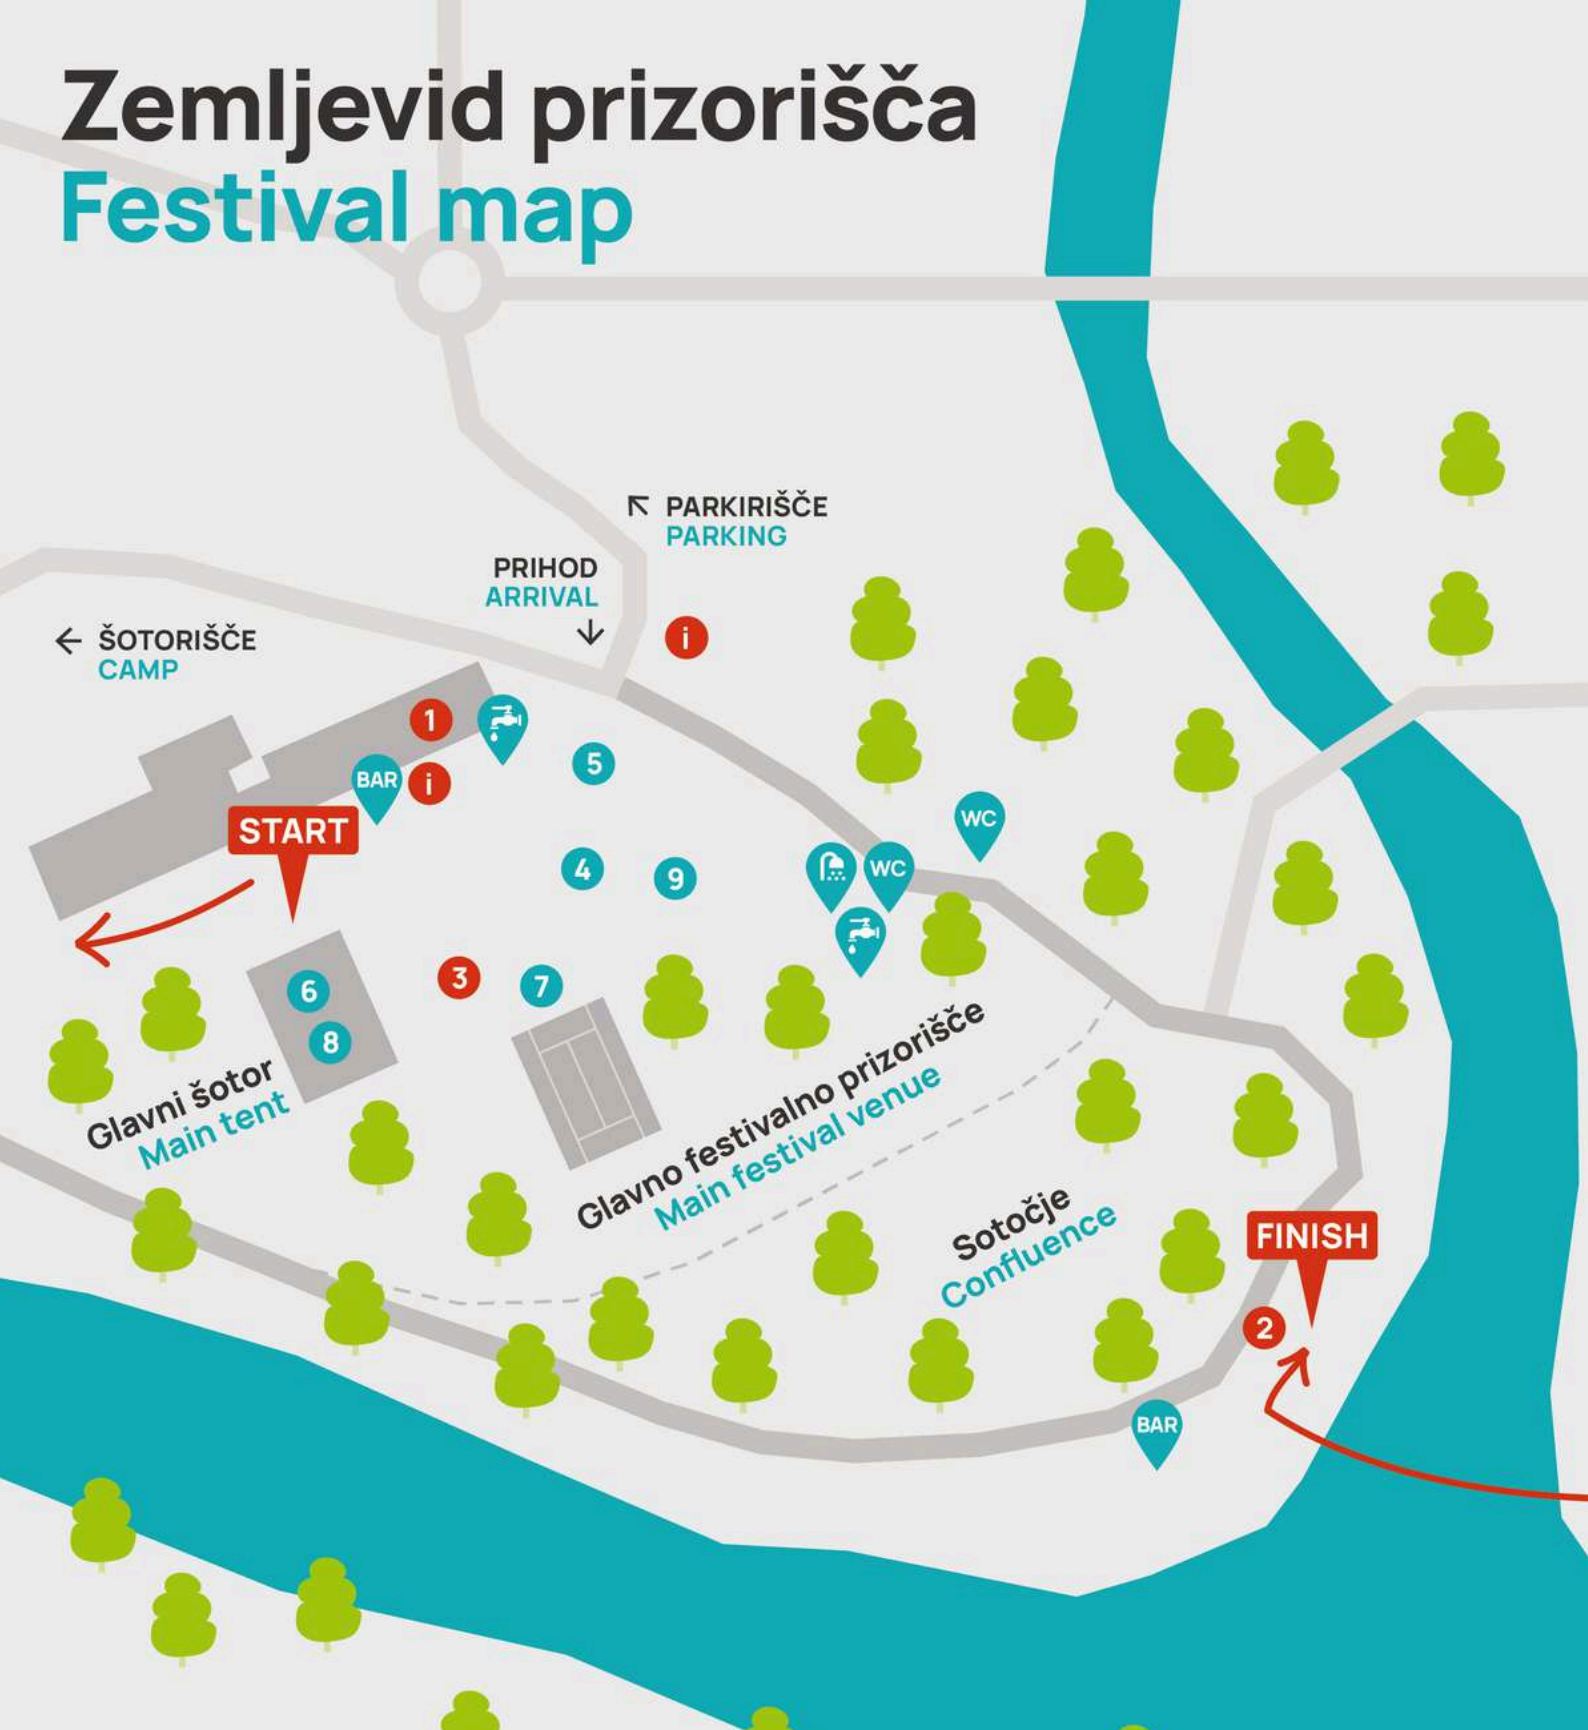 Zemljevid prizorišča
Festival map
PARKIRIŠČE
PARKING
PRIHOD
ARRIVAL
ŠOTORIŠČE
CAMP
i
1
5
BAR
i
START
WC
4
9
WC
3
7
6
8
Glavni šotor
Main tent
Glavno festivalno prizorišče
Main festival venue
Sotočje
Confluence
FINISH
2
BAR